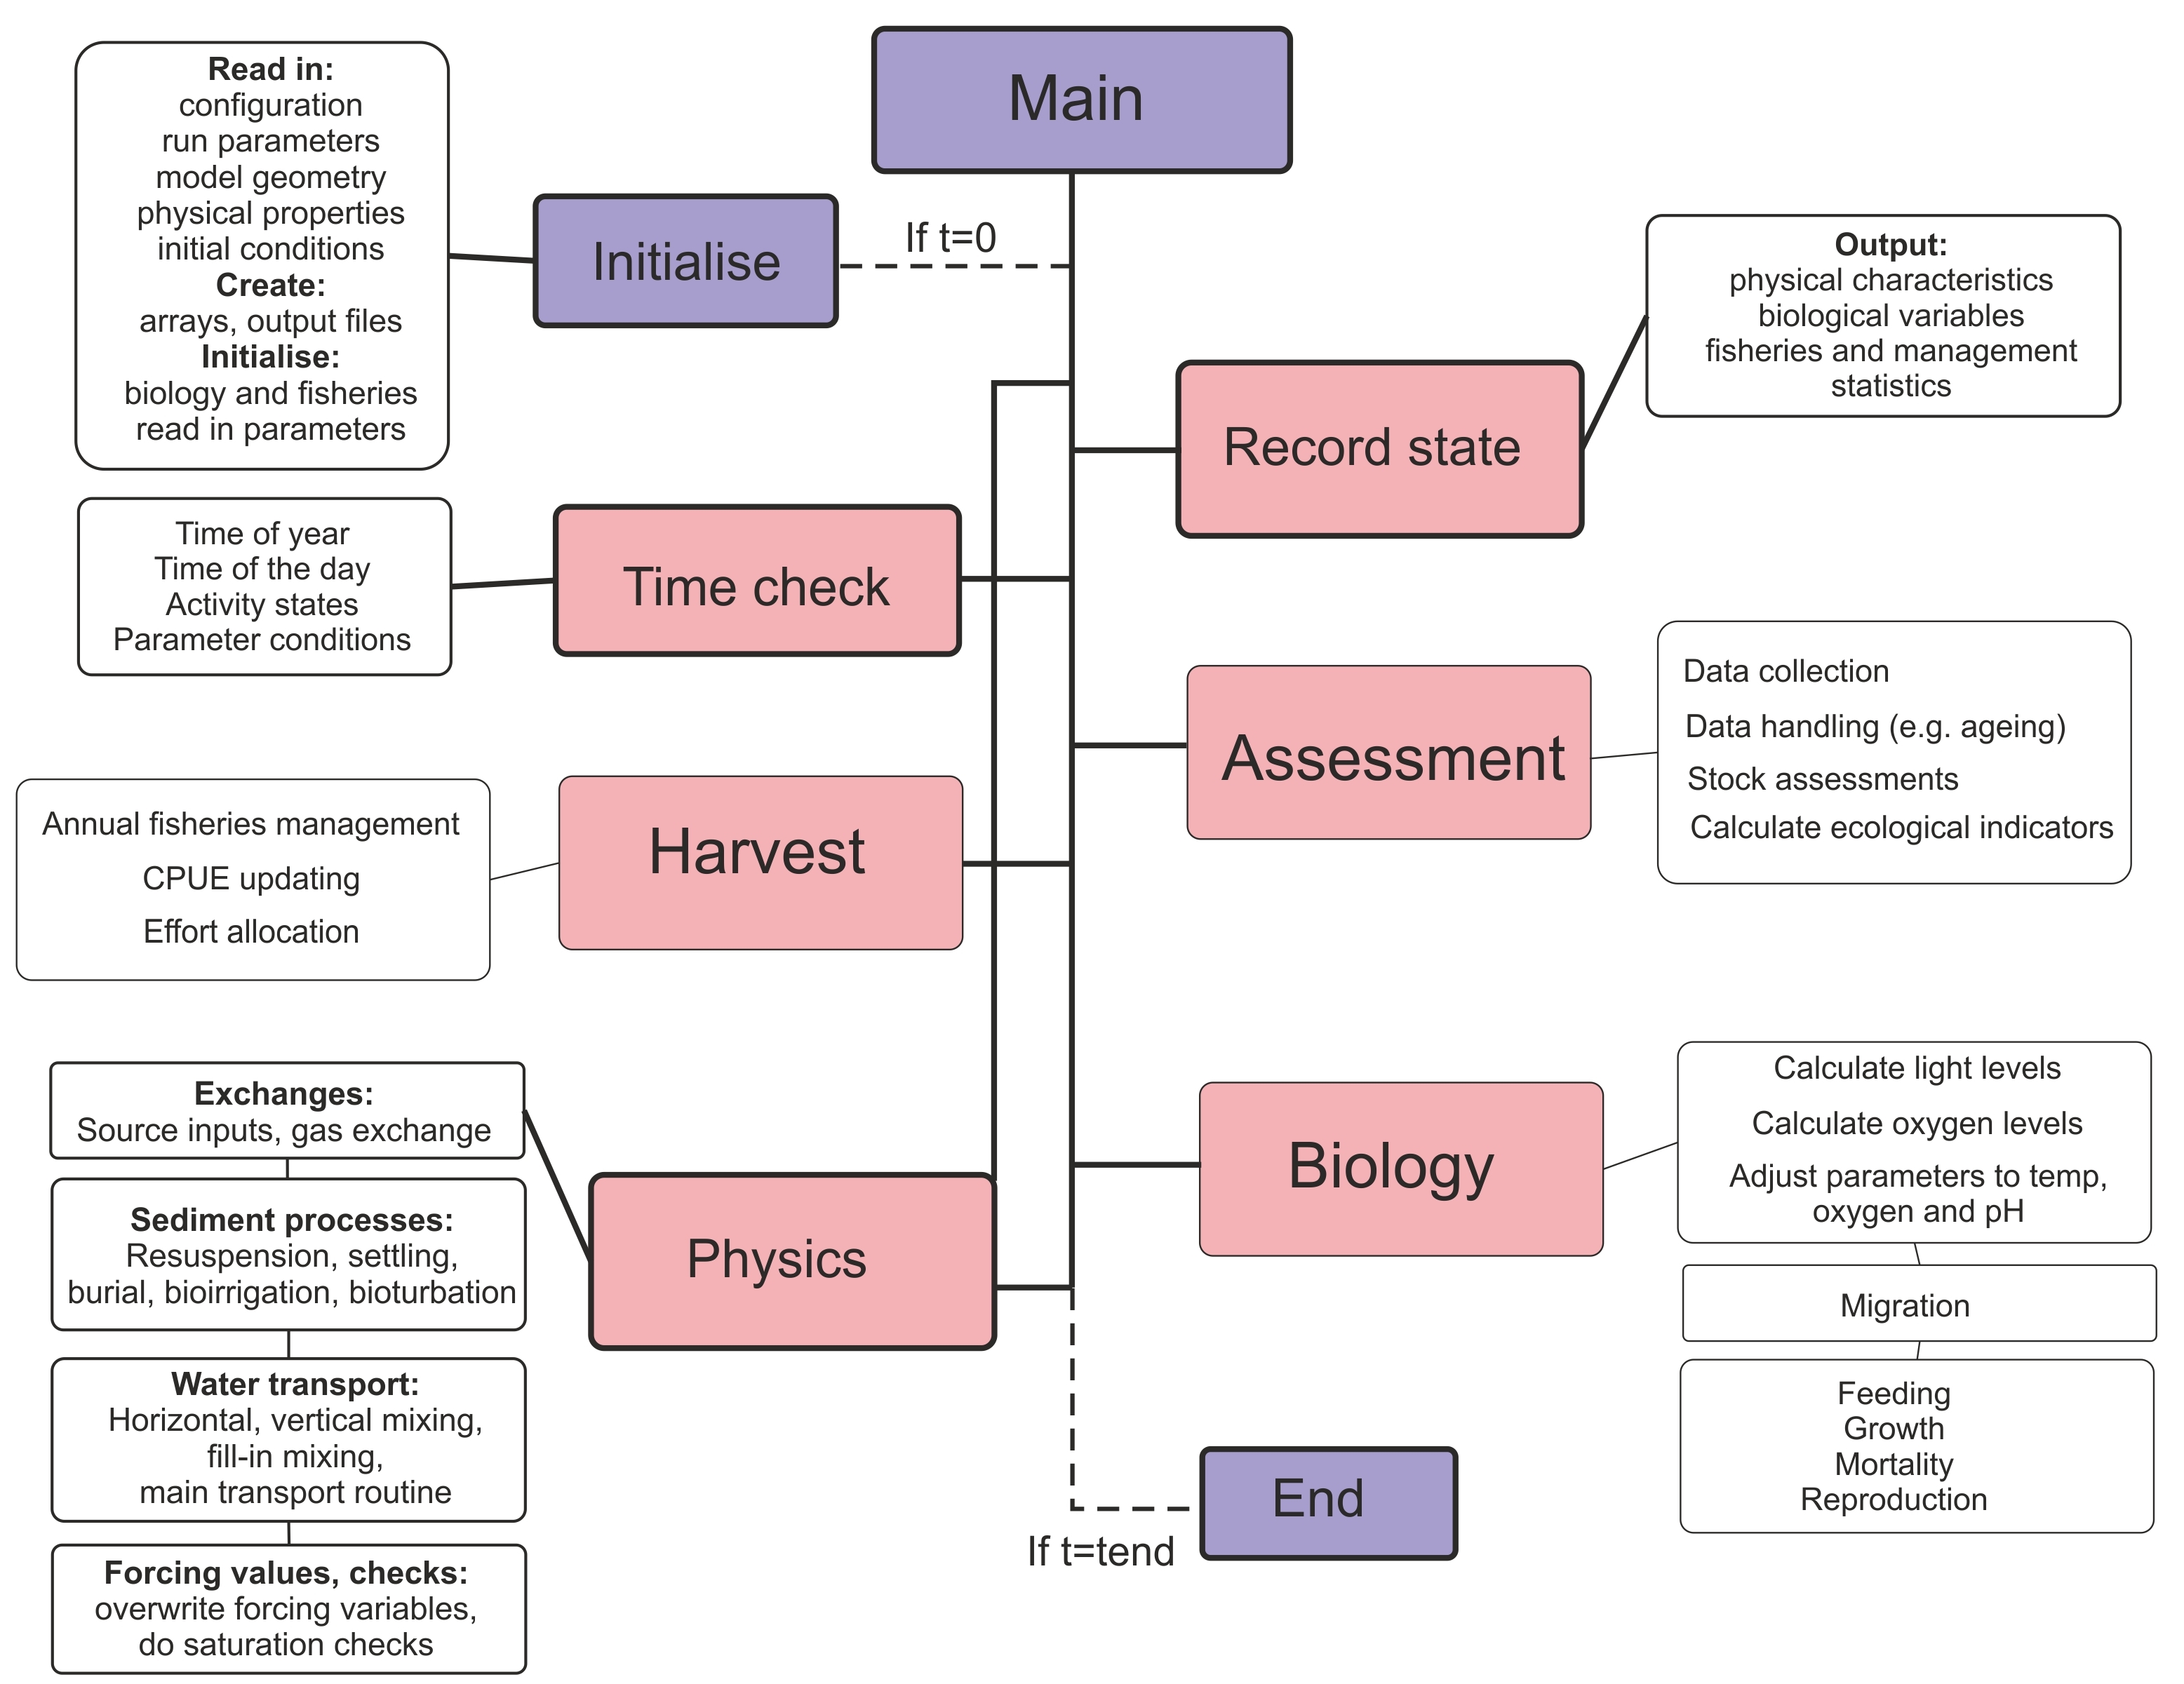 Main
Read in:
configuration
run parameters
model geometry
physical properties
initial conditions
Create:
arrays, output files
Initialise:
biology and fisheries
read in parameters
Initialise
If t=0
Output:
physical characteristics
biological variables
fisheries and management
statistics
Record state
Time of year
Time of the day
Activity states
Parameter conditions
Time check
Assessment
Data collection
Data handling (e.g. ageing)
Stock assessments
Calculate ecological indicators
Annual fisheries management
CPUE updating
Effort allocation
Harvest
Biology
Calculate light levels
Calculate oxygen levels
Adjust parameters to temp,
oxygen and pH
Migration
Feeding
Growth
Mortality
Reproduction
Exchanges:
Source inputs, gas exchange
Sediment processes:
Resuspension, settling,
burial, bioirrigation, bioturbation
Water transport:
Horizontal, vertical mixing,
fill-in mixing,
main transport routine
Forcing values, checks:
overwrite forcing variables,
do saturation checks
Physics
End
If t=tend